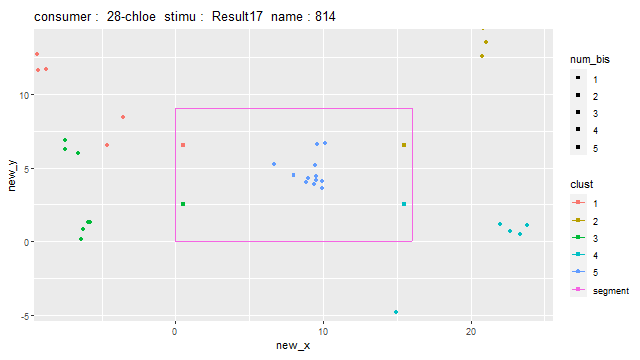 consumer :  28-chloe  stimu :  Result17  name : 814
new_y
10
5
0
-5
0
10
20
new_x
num_bis
1
2
3
4
5
clust
1
2
3
4
5
segment